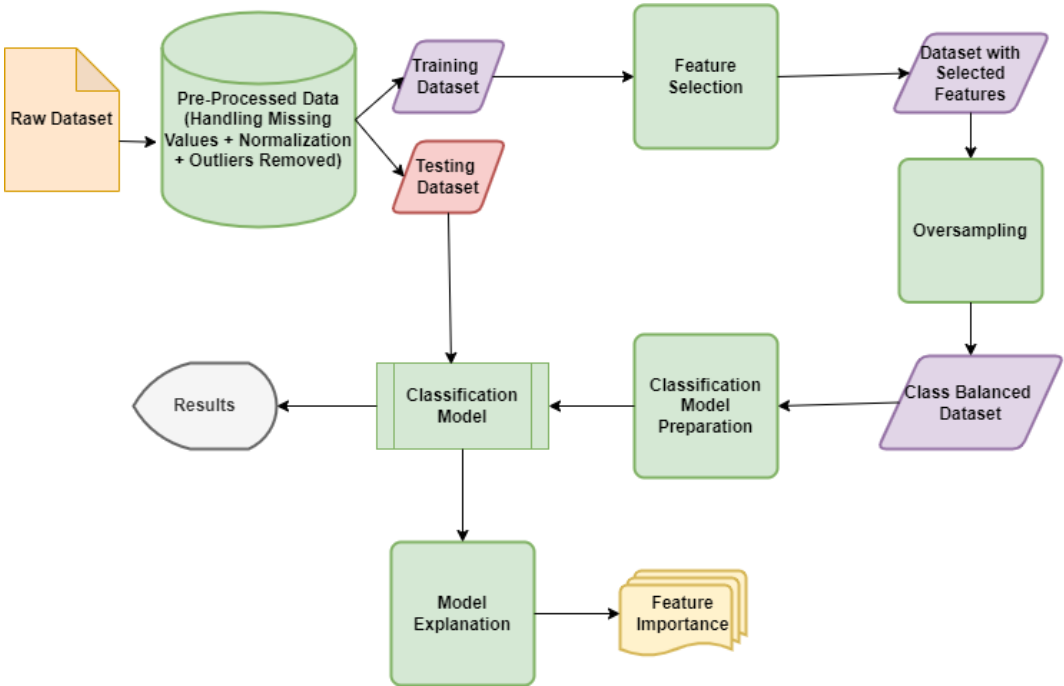 Raw Dataset
Pre-Processed Data
(Handling Missing
Values + Normalization
+ Outliers Removed)
Training
Dataset
Testing
Dataset
Feature
Selection
Dataset with
Selected
Features
Oversampling
Class Balanced
Dataset
Classification
Model
Preparation
Classification
Model
Results
Model
Explanation
Feature
Importance